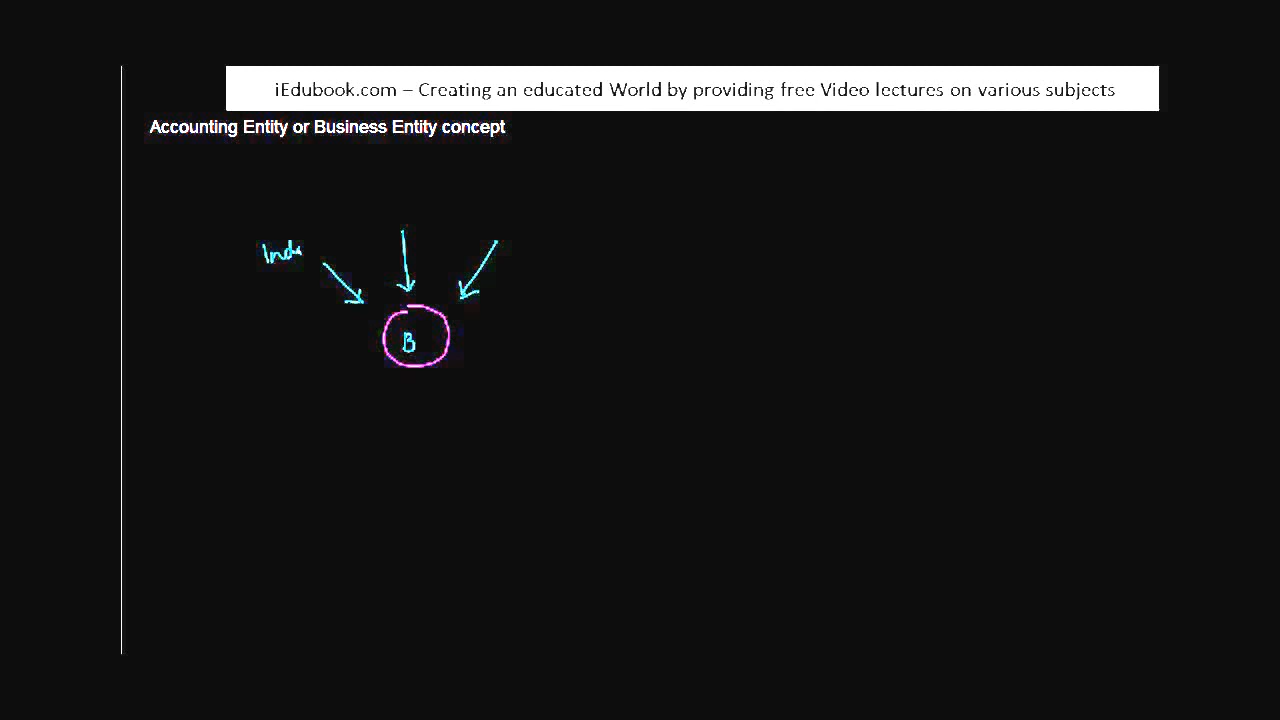 iEdubook.com – Creating an educated World by providing free Video lectures on various subjects
Accounting Entity or Business Entity concept
Indi
B